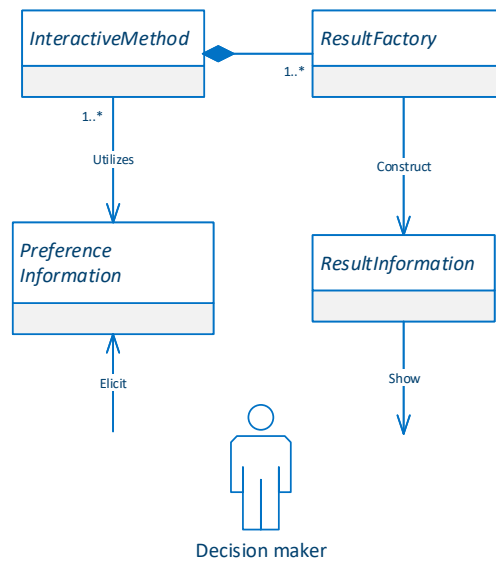 InteractiveMethod
ResultFactory
1..*
1..*
Utilizes
Construct
Preference
Information
ResultInformation
Elicit
Show
Decision maker